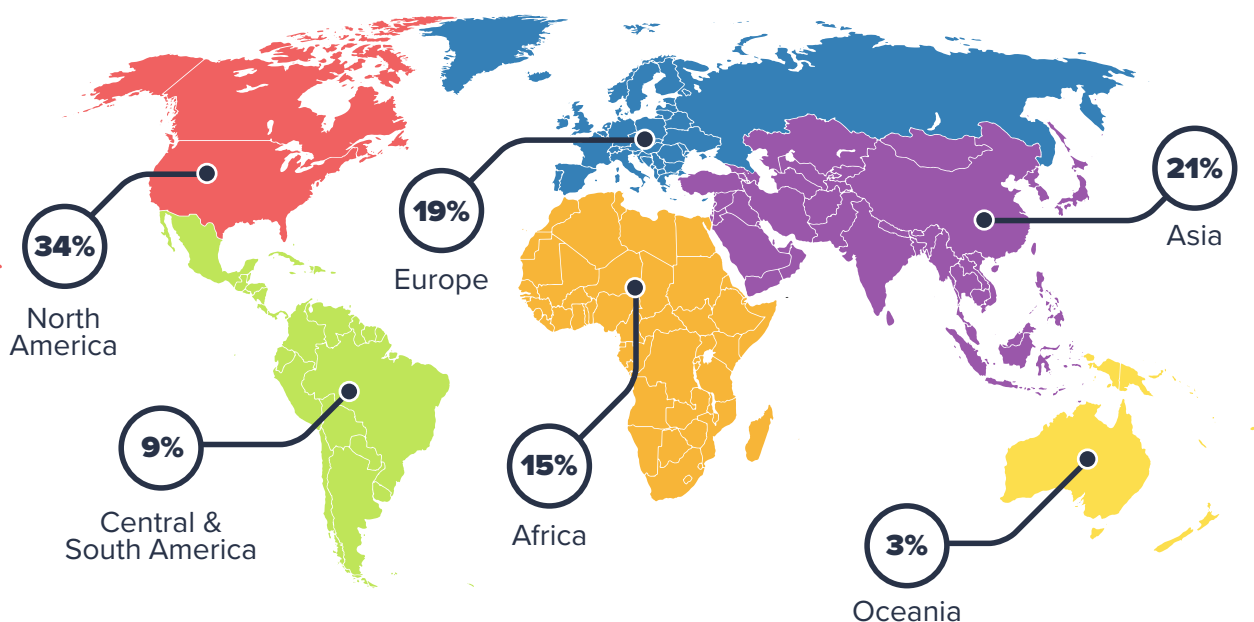 34%
North
America
19%
Europe
21%
Asia
9%
Central &
South America
15%
Africa
3%
Oceania